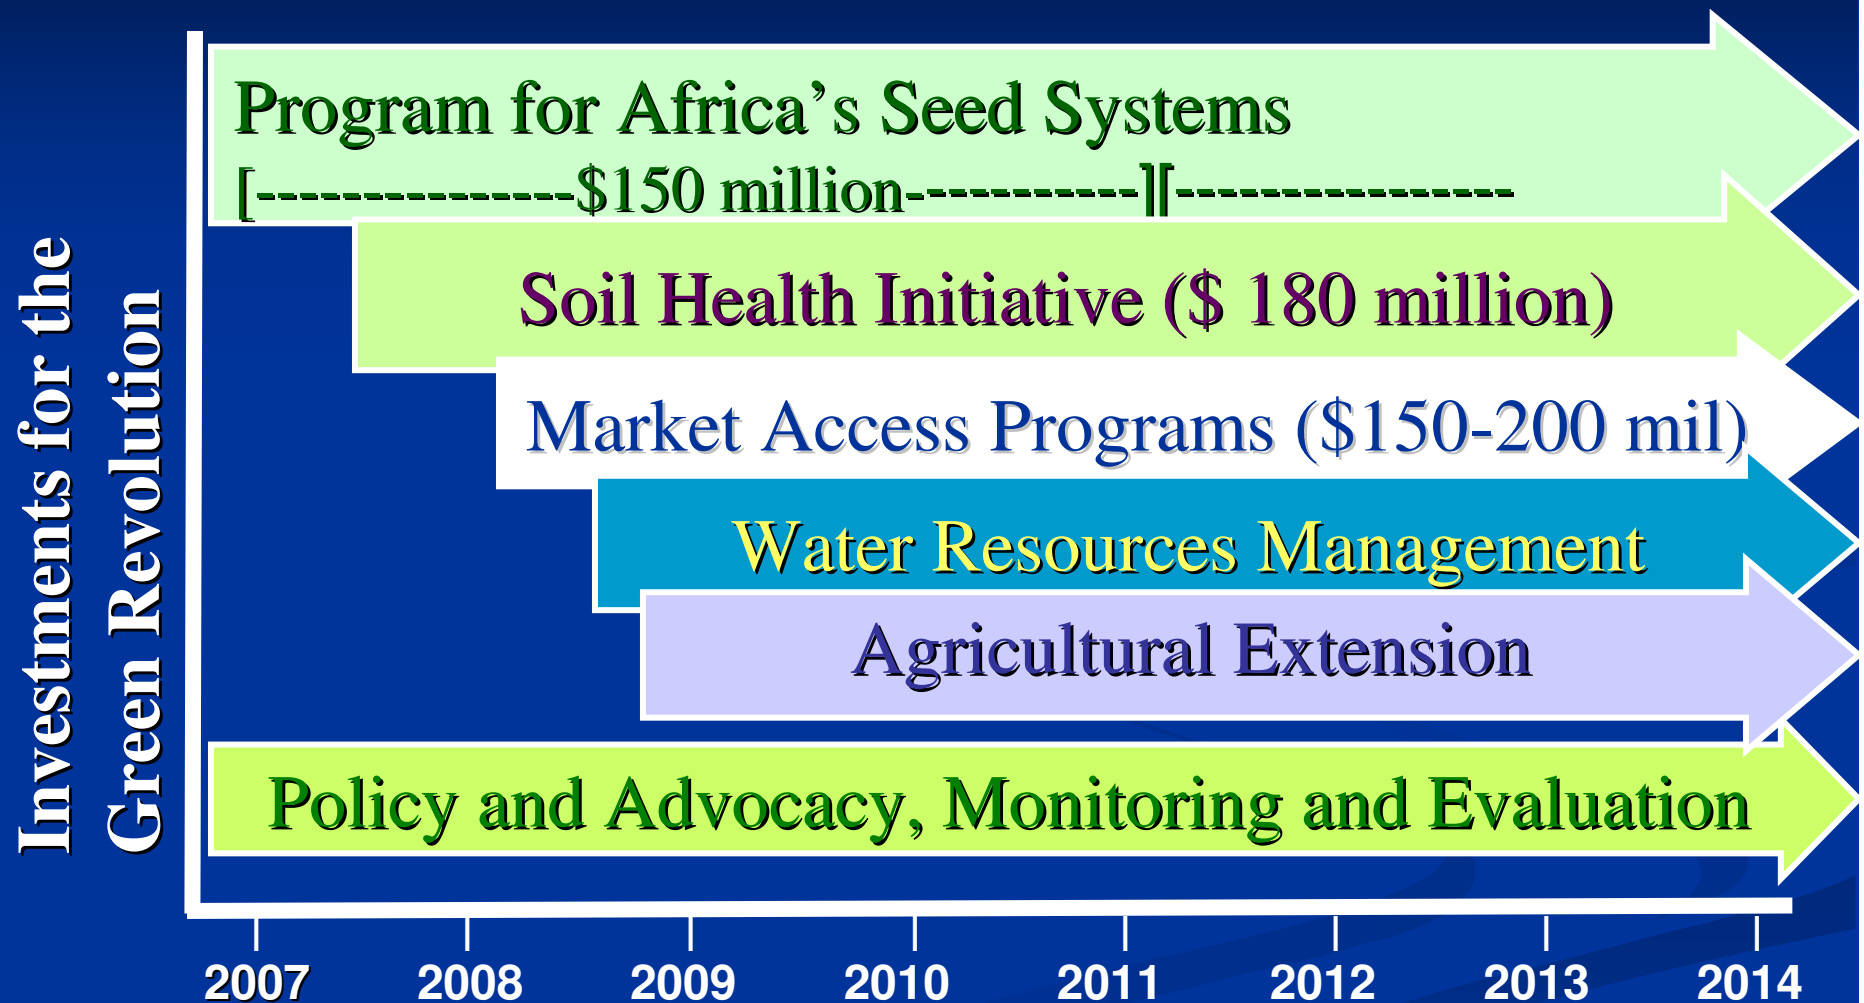 Investments for the
Green Revolution
Program for Africa’s Seed Systems
[---------------$150 million-----------][----------------
Soil Health Initiative ($ 180 million)
Market Access Programs ($150-200 mil)
Water Resources Management
Agricultural Extension
Policy and Advocacy, Monitoring and Evaluation
2007 2008 2009 2010 2011 2012 2013 2014